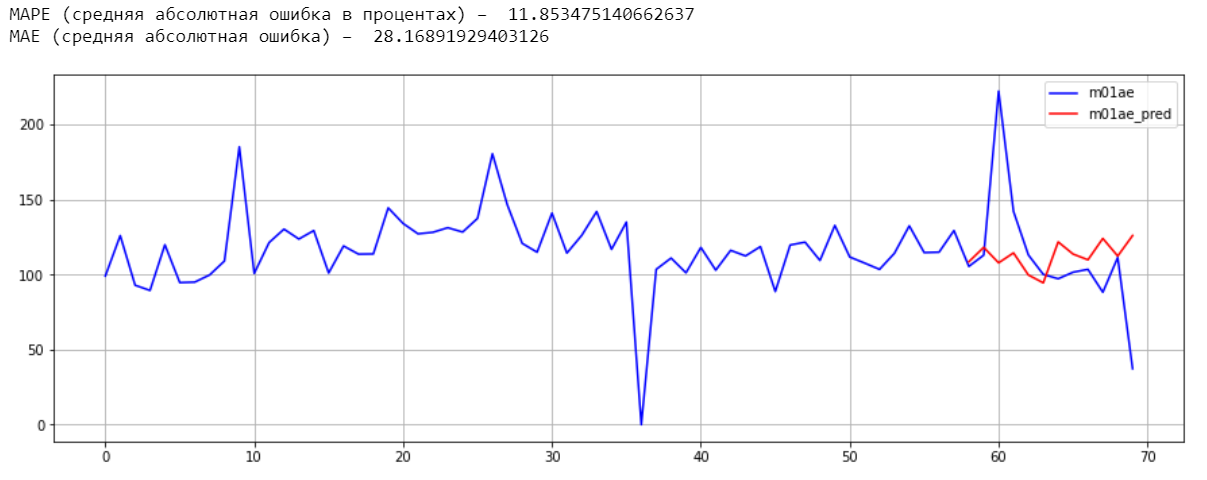 MAPE (средняя абсолютная ошибка в процентах) – 11.853475140662637
MAE (средняя абсолютная ошибка) – 28.16891929403126
m01ae
m01ae_pred
200
150
100
50
0
0 10 20 30 40 50 60 70